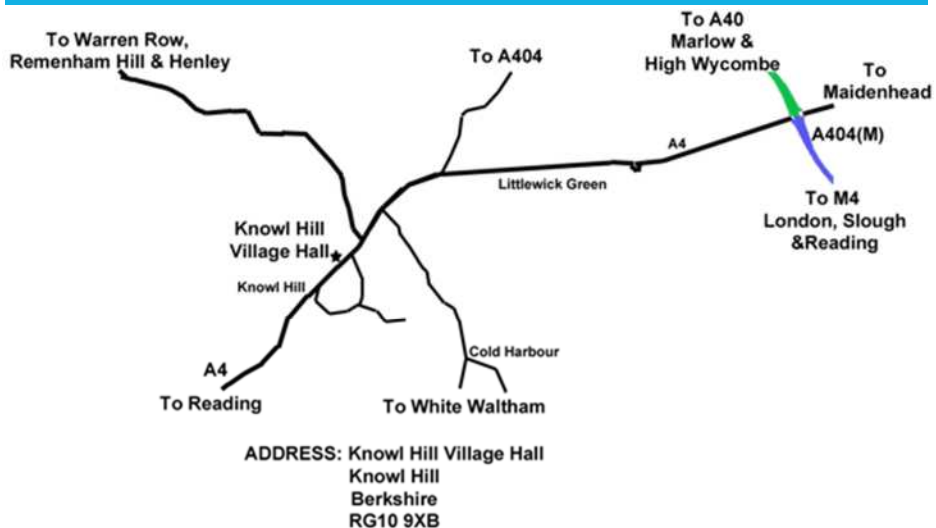 To Warren Row,
Remenham Hill & Henley
To A404
To A40
Marlow &
High Wycombe
To
Maidenhead
A404(M)
A4
Littlewick Green
To M4
London, Slough
&Reading
Knowl Hill
Village Hall
Knowl Hill
A4
To Reading
Cold Harbour
To White Waltham
ADDRESS: Knowl Hill Village Hall
Knowl Hill
Berkshire
RG10 9XB